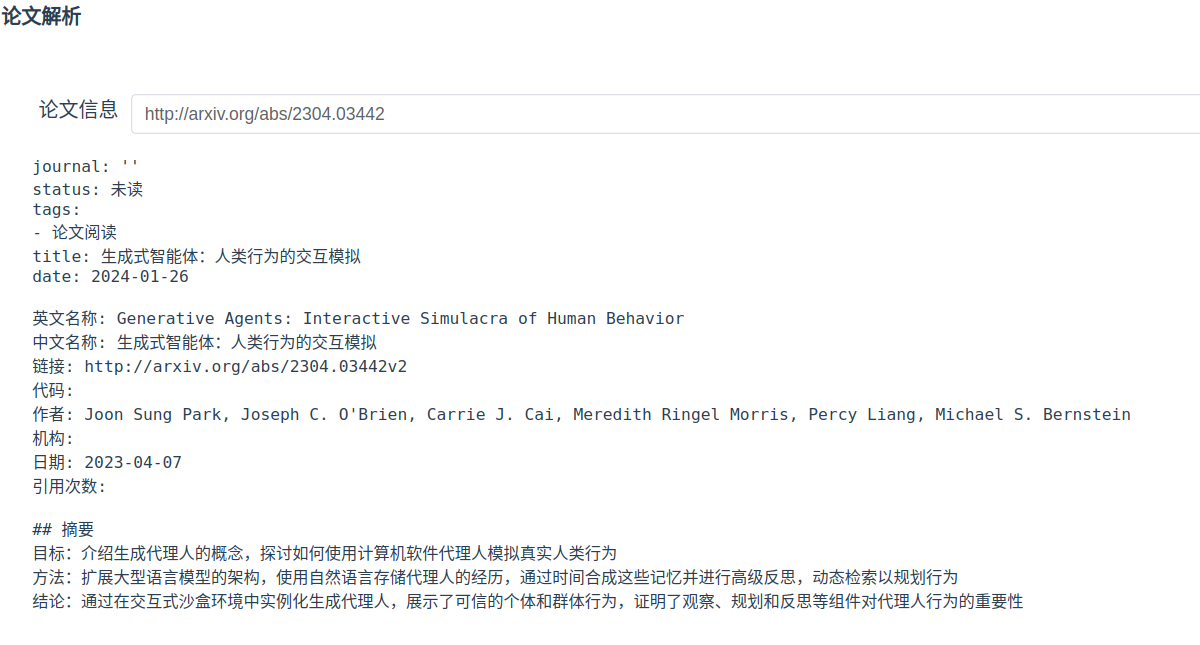 论文解析
论文信息 http://arxiv.org/abs/2304.03442
journal: ''
status: 未读
tags:
- 论文阅读
title: 生成式智能体：人类行为的交互模拟
date: 2024-01-26
英文名称: Generative Agents: Interactive Simulacra of Human Behavior
中文名称: 生成式智能体：人类行为的交互模拟
链接: http://arxiv.org/abs/2304.03442v2
代码:
作者: Joon Sung Park, Joseph C. O'Brien, Carrie J. Cai, Meredith Ringel Morris, Percy Liang, Michael S. Bernstein
机构:
日期: 2023-04-07
引用次数:
## 摘要
目标：介绍生成代理人的概念，探讨如何使用计算机软件代理人模拟真实人类行为
方法：扩展大型语言模型的架构，使用自然语言存储代理人的经历，通过时间合成这些记忆并进行高级反思，动态检索以规划行为
结论：通过在交互式沙盒环境中实例化生成代理人，展示了可信的个体和群体行为，证明了观察、规划和反思等组件对代理人行为的重要性